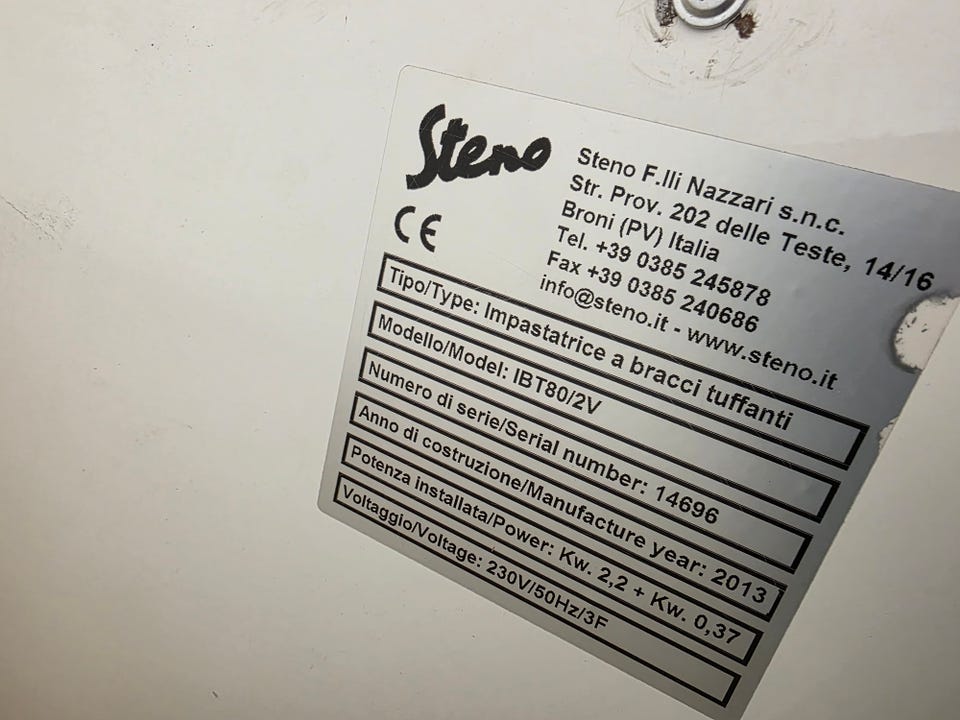 Steno
CE
Steno F.lli Nazzari s.n.c.
Str. Prov. 202 delle Teste, 14/16
Broni (PV) Italia
Tel. +39 0385 245878
Fax +39 0385 240686
info@steno.it - www.steno.it
Tipo/Type: Impastatrice a bracci tuffanti
Modello/Model: IBT80/2V
Numero di serie/Serial number: 14696
Anno di costruzione/Manufacture year: 2013
Potenza installata/Power: Kw. 2,2 + Kw. 0,37
Voltaggio/Voltage: 230V/50Hz/3F